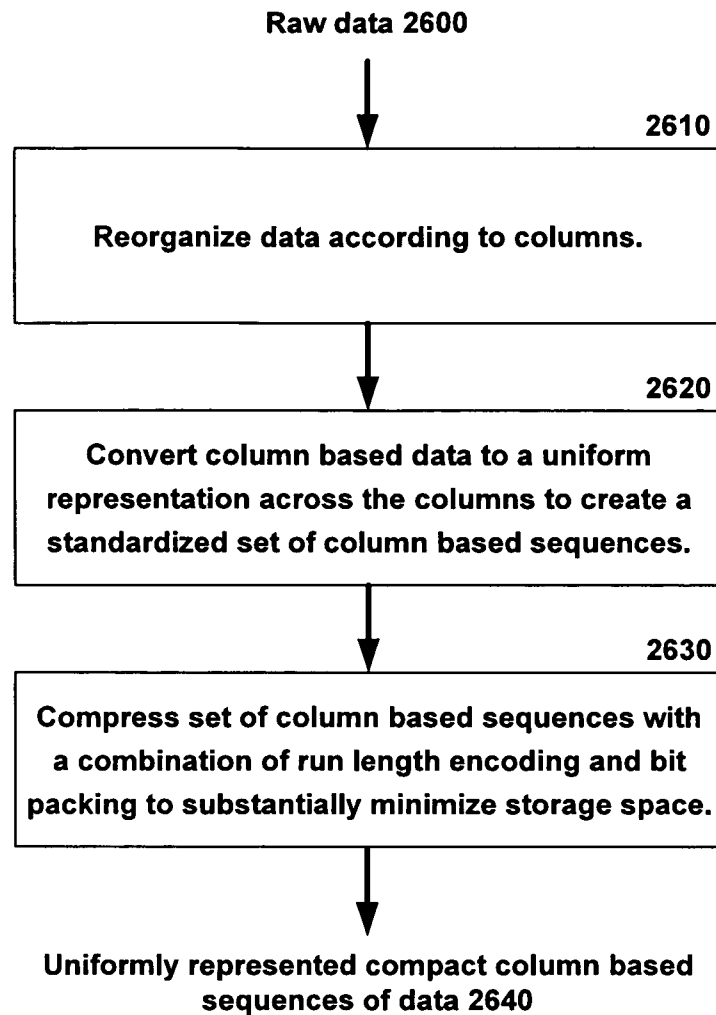 Raw data 2600
2610
Reorganize data according to columns.
2620
Convert column based data to a uniform
representation across the columns to create a
standardized set of column based sequences.
2630
Compress set of column based sequences with
a combination of run length encoding and bit
packing to substantially minimize storage space.
Uniformly represented compact column based
sequences of data 2640